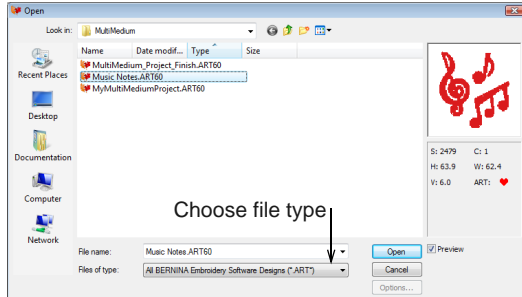 Open
Look in: MultiMedium
Name Date modif... Type Size
MultiMedium_Project_Finish.ART60
Music Notes.ART60
MyMultiMediumProject.ART60
Recent Places
Desktop
Documentation
Computer
Network
S: 2479 C: 1
H: 63.9 W: 62.4
V: 6.0 ART:
Choose file type
File name: Music Notes.ART60 Open Preview
Files of type: All BERNINA Embroidery Software Designs (*.ART*) Cancel
Options...